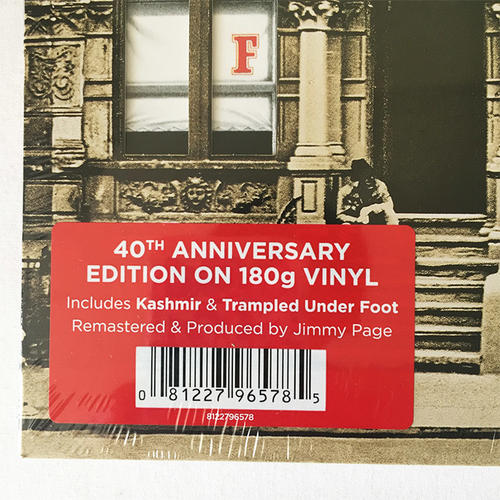 F
40TH ANNIVERSARY
EDITION ON 180g VINYL
Includes Kashmir & Trampled Under Foot
Remastered & Produced by Jimmy Page
0 81227 96578 5
8122796578